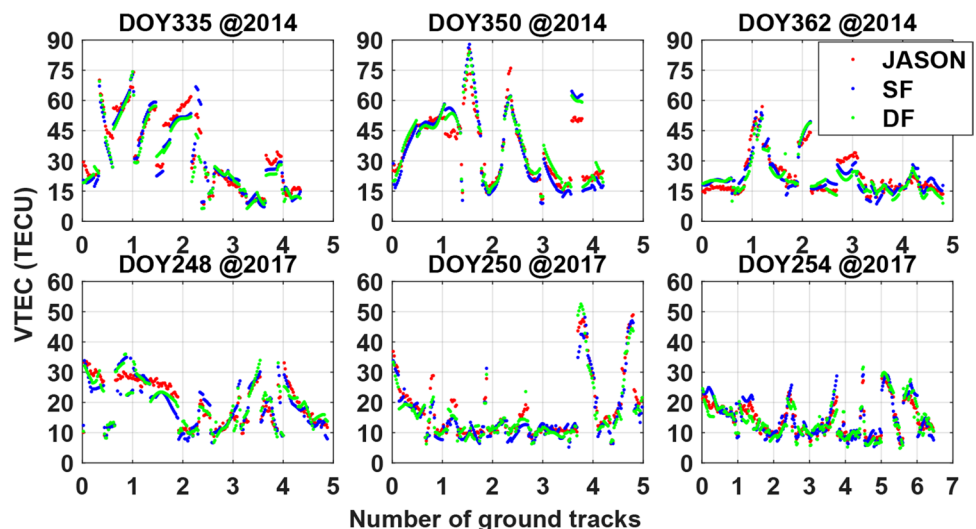 DOY335 @2014 DOY350 @2014 DOY362 @2014
90 90 90
75 75 75
60 60 60
45 45 45
30 30 30
15 15 15
0 0 0
0 1 2 3 4 5 0 1 2 3 4 5 0 1 2 3 4 5
JASON
SF
DF
DOY248 @2017 DOY250 @2017 DOY254 @2017
60 60 60
50 50 50
40 40 40
30 30 30
20 20 20
10 10 10
0 0 0
0 1 2 3 4 5 0 1 2 3 4 5 0 1 2 3 4 5 6 7
VTEC (TECU)
Number of ground tracks